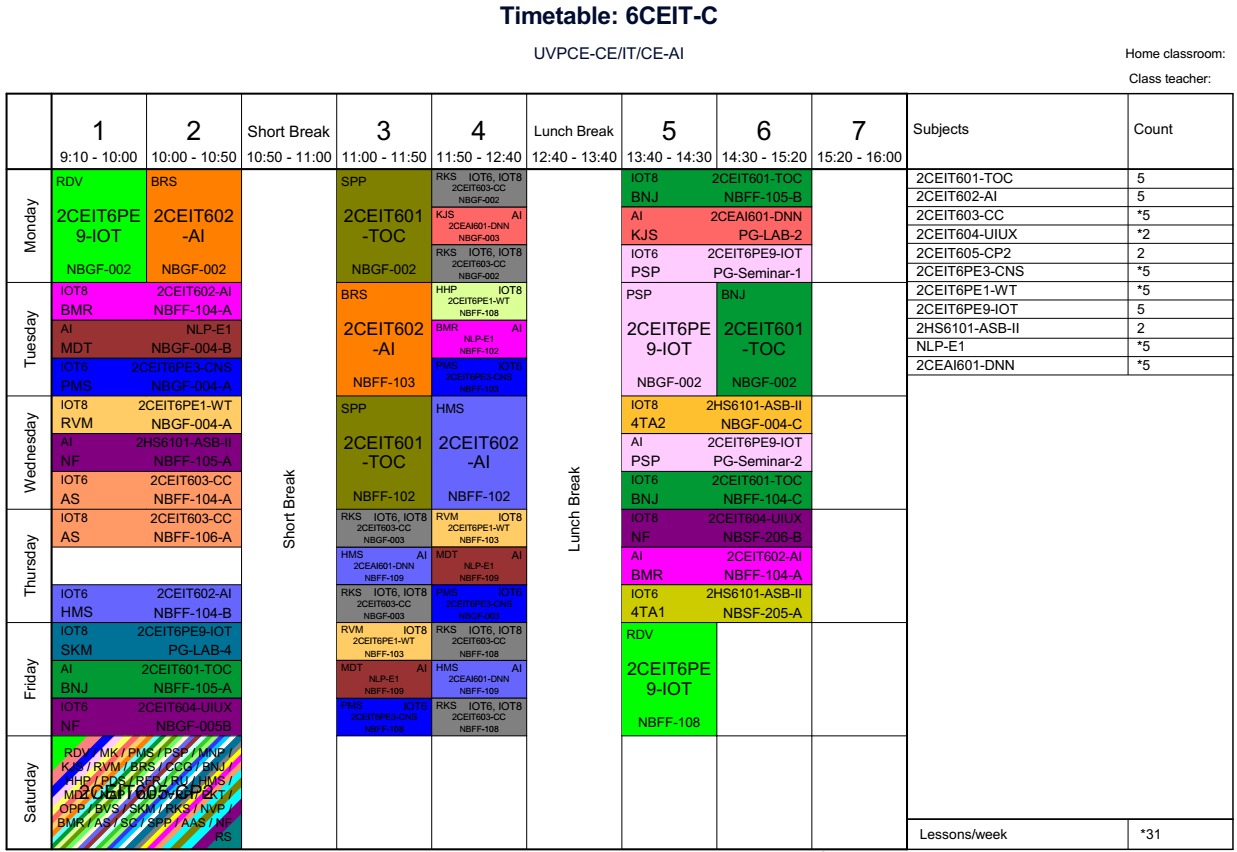 Timetable: 6CEIT-C
UVPCE-CE/IT/CE-AI
Home classroom:
Class teacher:
1 2 Short Break 3 4 Lunch Break 5 6 7 Subjects Count
9:10 - 10:00 10:00 - 10:50 10:50 - 11:00 11:00 - 11:50 11:50 - 12:40 12:40 - 13:40 13:40 - 14:30 14:30 - 15:20 15:20 - 16:00
Monday
RDV
2CEIT6PE
9-IOT
NBGF-002
BRS
2CEIT602
-AI
NBGF-002
SPP
2CEIT601
-TOC
NBGF-002
RKS IOT6, IOT8
2CEIT603-CC
NBGF-002
KJS AI
2CEAI601-DNN
NBGF-003
RKS IOT6, IOT8
2CEIT603-CC
NBGF-002
IOT8 2CEIT601-TOC
BNJ NBFF-105-B
AI 2CEAI601-DNN
KJS PG-LAB-2
IOT6 2CEIT6PE9-IOT
PSP PG-Seminar-1
Tuesday
IOT8 2CEIT602-AI
BMR NBFF-104-A
AI NLP-E1
MDT NBGF-004-B
IOT6 2CEIT6PE3-CNS
PMS NBGF-004-A
BRS
2CEIT602
-AI
NBFF-103
HHP IOT8
2CEIT6PE1-WT
NBFF-108
BMR AI
NLP-E1
NBFF-102
PMS IOT6
2CEIT6PE3-CNS
NBFF-103
PSP
2CEIT6PE
9-IOT
NBGF-002
BNJ
2CEIT601
-TOC
NBGF-002
Wednesday
IOT8 2CEIT6PE1-WT
RVM NBGF-004-A
AI 2HS6101-ASB-II
NF NBFF-105-A
IOT6 2CEIT603-CC
AS NBFF-104-A
Short Break
SPP
2CEIT601
-TOC
NBFF-102
HMS
2CEIT602
-AI
NBFF-102
Lunch Break
IOT8 2HS6101-ASB-II
4TA2 NBGF-004-C
AI 2CEIT6PE9-IOT
PSP PG-Seminar-2
IOT6 2CEIT601-TOC
BNJ NBFF-104-C
Thursday
IOT8 2CEIT603-CC
AS NBFF-106-A
IOT6 2CEIT602-AI
HMS NBFF-104-B
RKS IOT6, IOT8
2CEIT603-CC
NBGF-003
HMS AI
2CEAI601-DNN
NBFF-109
RKS IOT6, IOT8
2CEIT603-CC
NBGF-003
RVM IOT8
2CEIT6PE1-WT
NBFF-103
MDT AI
NLP-E1
NBFF-109
PMS IOT6
2CEIT6PE3-CNS
IOT8 2CEIT604-UIUX
NF NBSF-206-B
AI 2CEIT602-AI
BMR NBFF-104-A
IOT6 2HS6101-ASB-II
4TA1 NBSF-205-A
Friday
IOT8 2CEIT6PE9-IOT
SKM PG-LAB-4
AI 2CEIT601-TOC
BNJ NBFF-105-A
IOT6 2CEIT604-UIUX
NF NBGF-005B
RVM IOT8
2CEIT6PE1-WT
NBFF-103
MDT AI
NLP-E1
NBFF-109
PMS IOT6
2CEIT6PE3-CNS
RKS IOT6, IOT8
2CEIT603-CC
NBFF-108
HMS AI
2CEAI601-DNN
NBFF-109
RKS IOT6, IOT8
2CEIT603-CC
NBFF-108
RDV
2CEIT6PE
9-IOT
NBFF-108
Saturday
RDV / MK / PMS / PSP / MNP /
KJS / RVM / BRS / CCG / BNJ /
HHP / PDS / RFR / RU / HMS /
2CEIT605-CP2
OPP / BVS / SKM / RKS / NVP /
BMR / AS / SC / SPP / AAS / NF
RS
2CEIT601-TOC 5
2CEIT602-AI 5
2CEIT603-CC *5
2CEIT604-UIUX *2
2CEIT605-CP2 2
2CEIT6PE3-CNS *5
2CEIT6PE1-WT *5
2CEIT6PE9-IOT 5
2HS6101-ASB-II 2
NLP-E1 *5
2CEAI601-DNN *5
Lessons/week *31